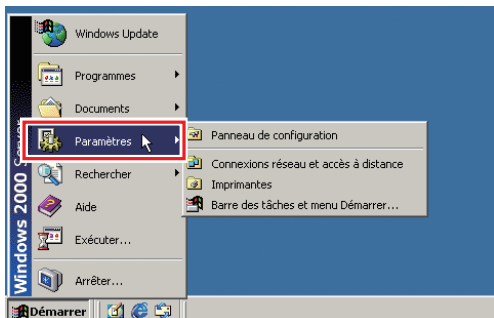 Windows Update
Programmes
Documents
Paramètres
Rechercher
Aide
Exécuter...
Arrêter...
Panneau de configuration
Connexions réseau et accès à distance
Imprimantes
Barre des tâches et menu Démarrer...
Windows 2000 Server
Démarrer